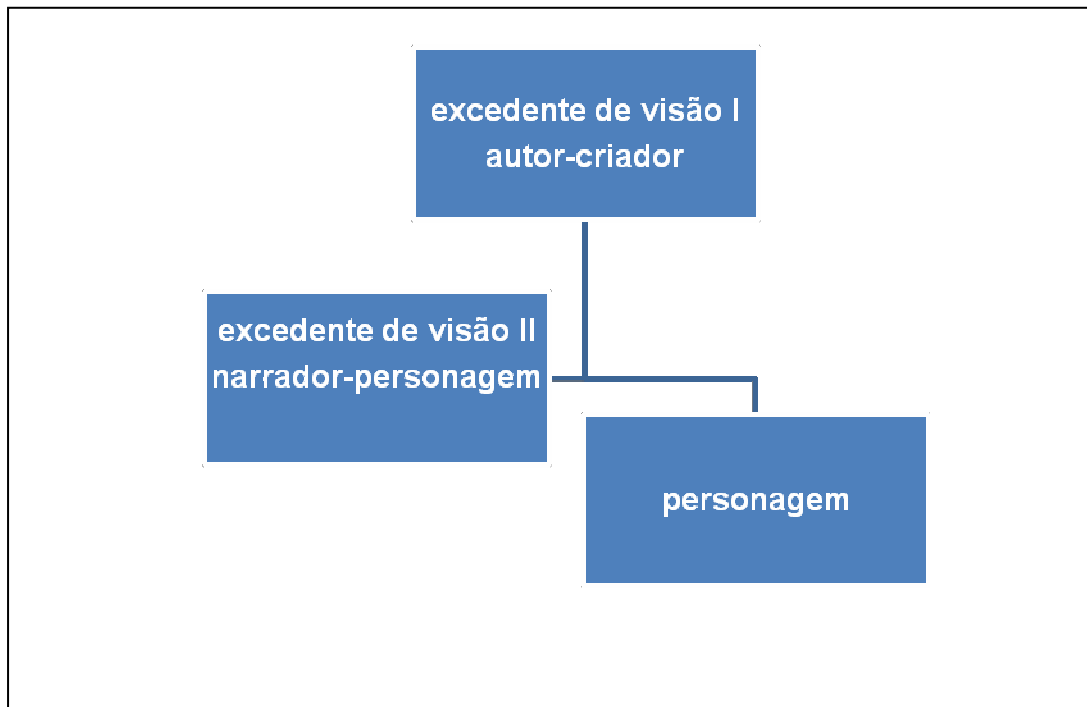 excedente de visão I
autor-criador
excedente de visão II
narrador-personagem
personagem